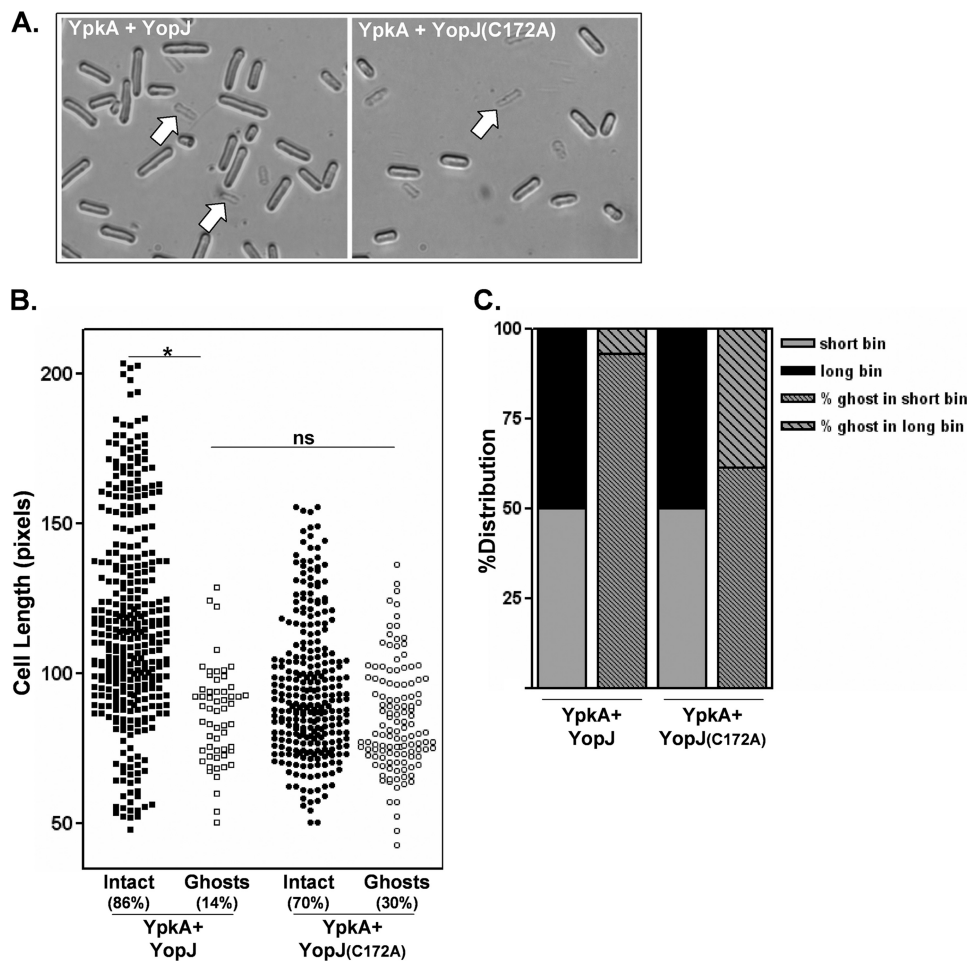 A.
YpkA + YopJ
YpkA + YopJ(C172A)
B.
200
150
100
50
Cell Length (pixels)
*
ns
Intact
(86%)
Ghosts
(14%)
Intact
(70%)
Ghosts
(30%)
YpkA+
YopJ
YpkA+
YopJ(C172A)
C.
100
75
50
25
%Distribution
YpkA+
YopJ
YpkA+
YopJ(C172A)
short bin
long bin
% ghost in short bin
% ghost in long bin